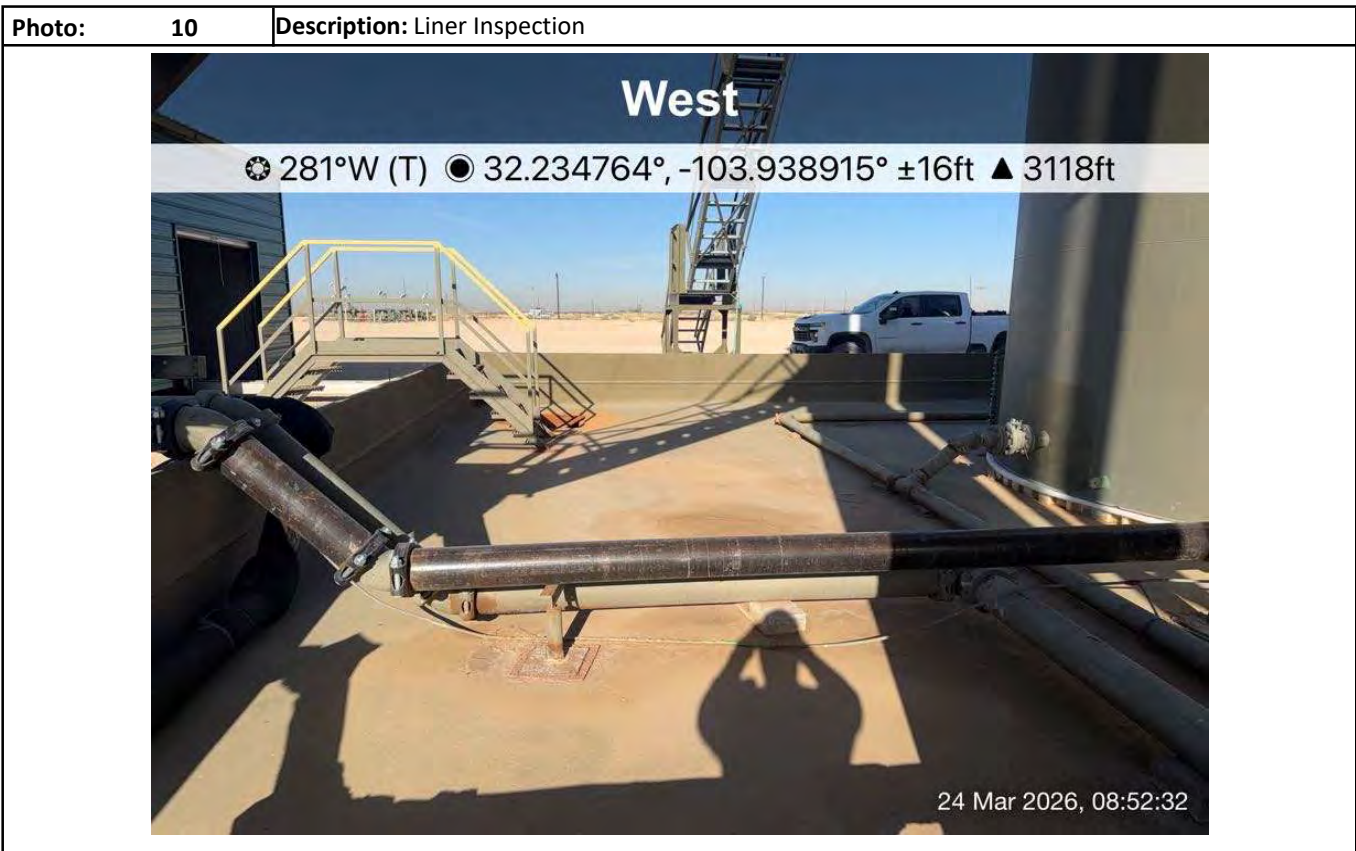 Photo: 10 Description: Liner Inspection
West
281°W (T) 32.234764°, -103.938915° ±16ft ▲ 3118ft
24 Mar 2026, 08:52:32